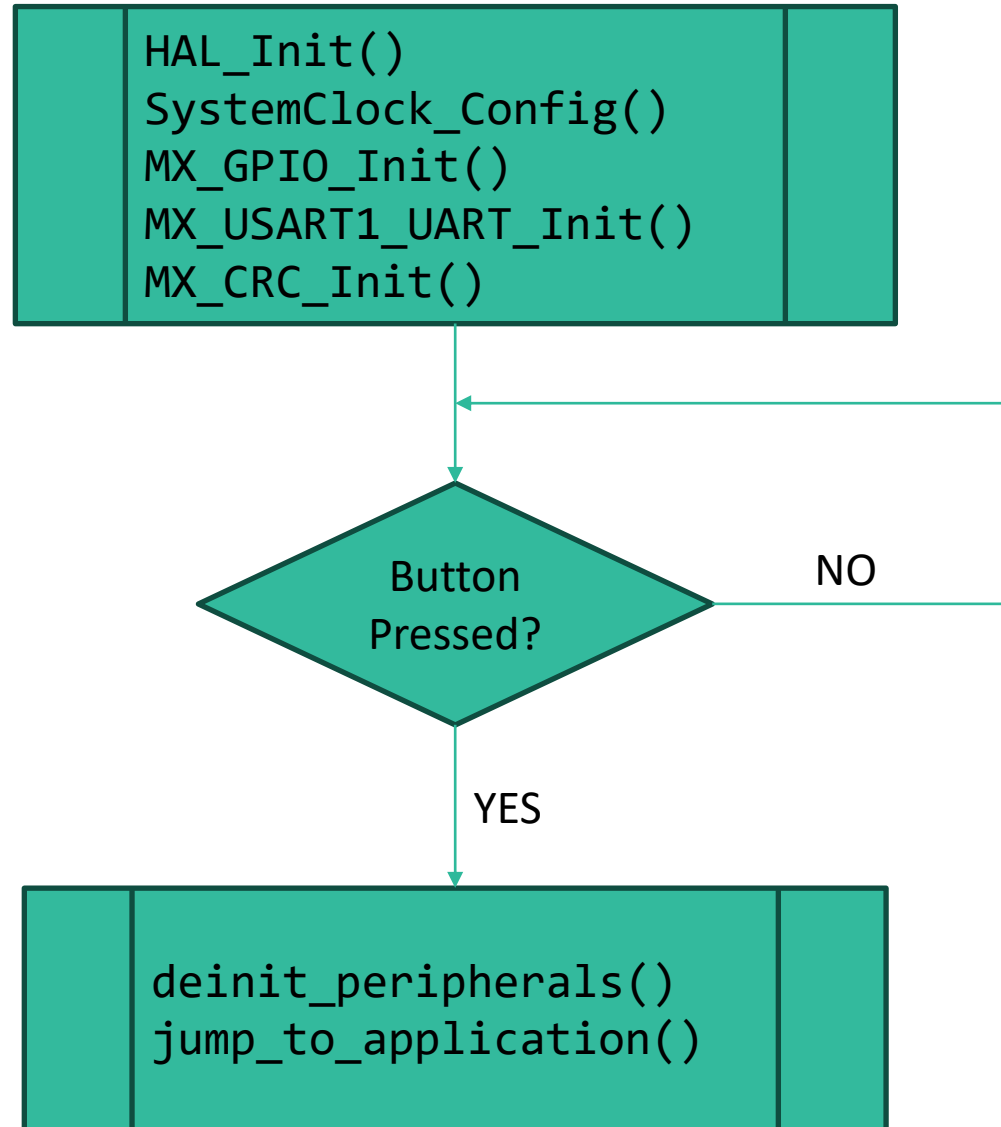 HAL_Init()
SystemClock_Config()
MX_GPIO_Init()
MX_USART1_UART_Init()
MX_CRC_Init()
Button
Pressed?
NO
YES
deinit_peripherals()
jump_to_application()